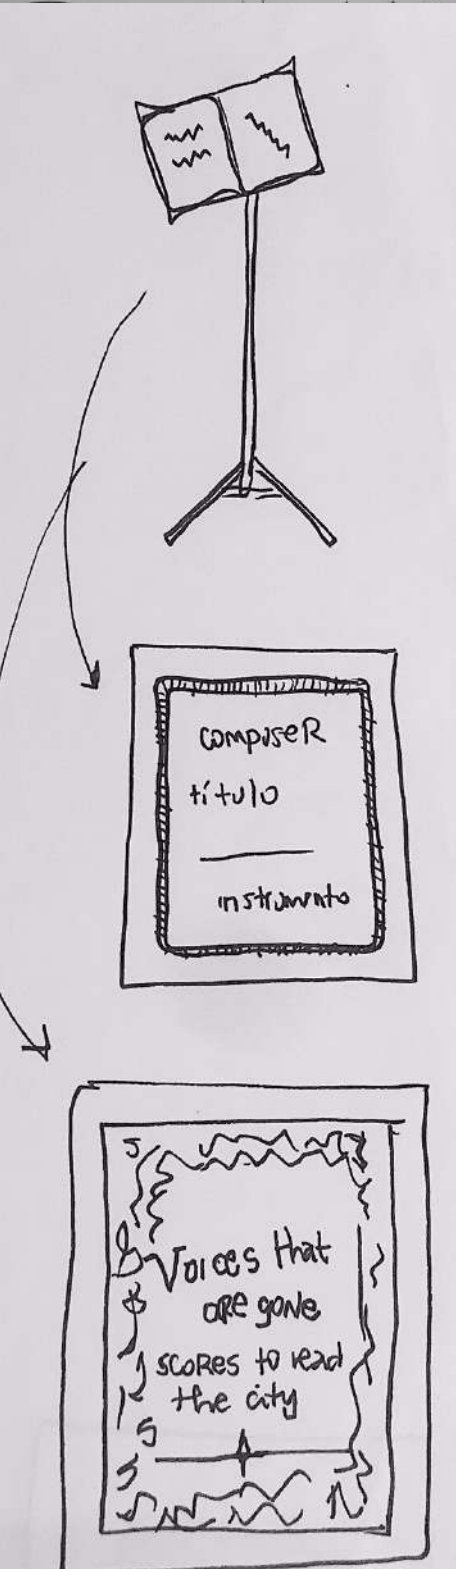 composeR
título
instrumento
Voices that
are gone
scores to read
the city